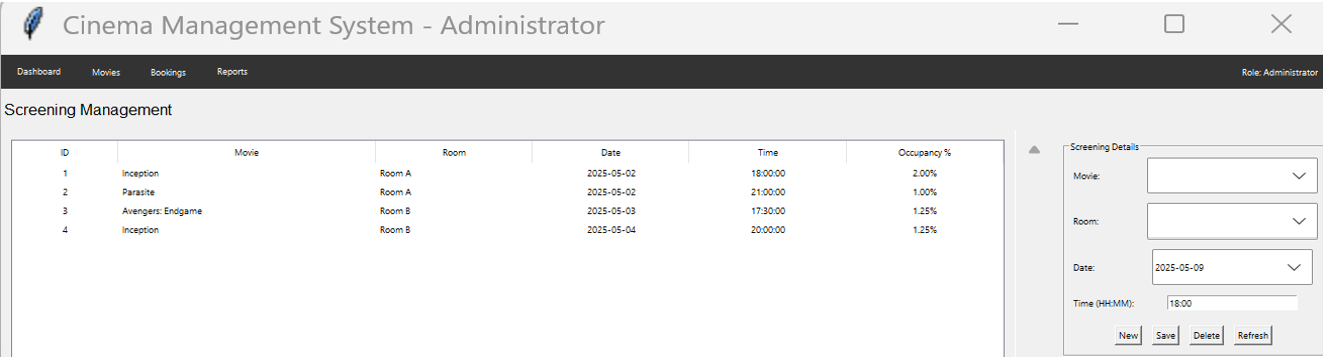 Cinema Management System - Administrator
Dashboard Movies Bookings Reports Role: Administrator
Screening Management
ID Movie Room Date Time Occupancy %
1 Inception Room A 2025-05-02 18:00:00 2.00%
2 Parasite Room A 2025-05-02 21:00:00 1.00%
3 Avengers: Endgame Room B 2025-05-03 17:30:00 1.25%
4 Inception Room B 2025-05-04 20:00:00 1.25%
Screening Details
Movie:
Room:
Date: 2025-05-09
Time (HH:MM): 18:00
New Save Delete Refresh